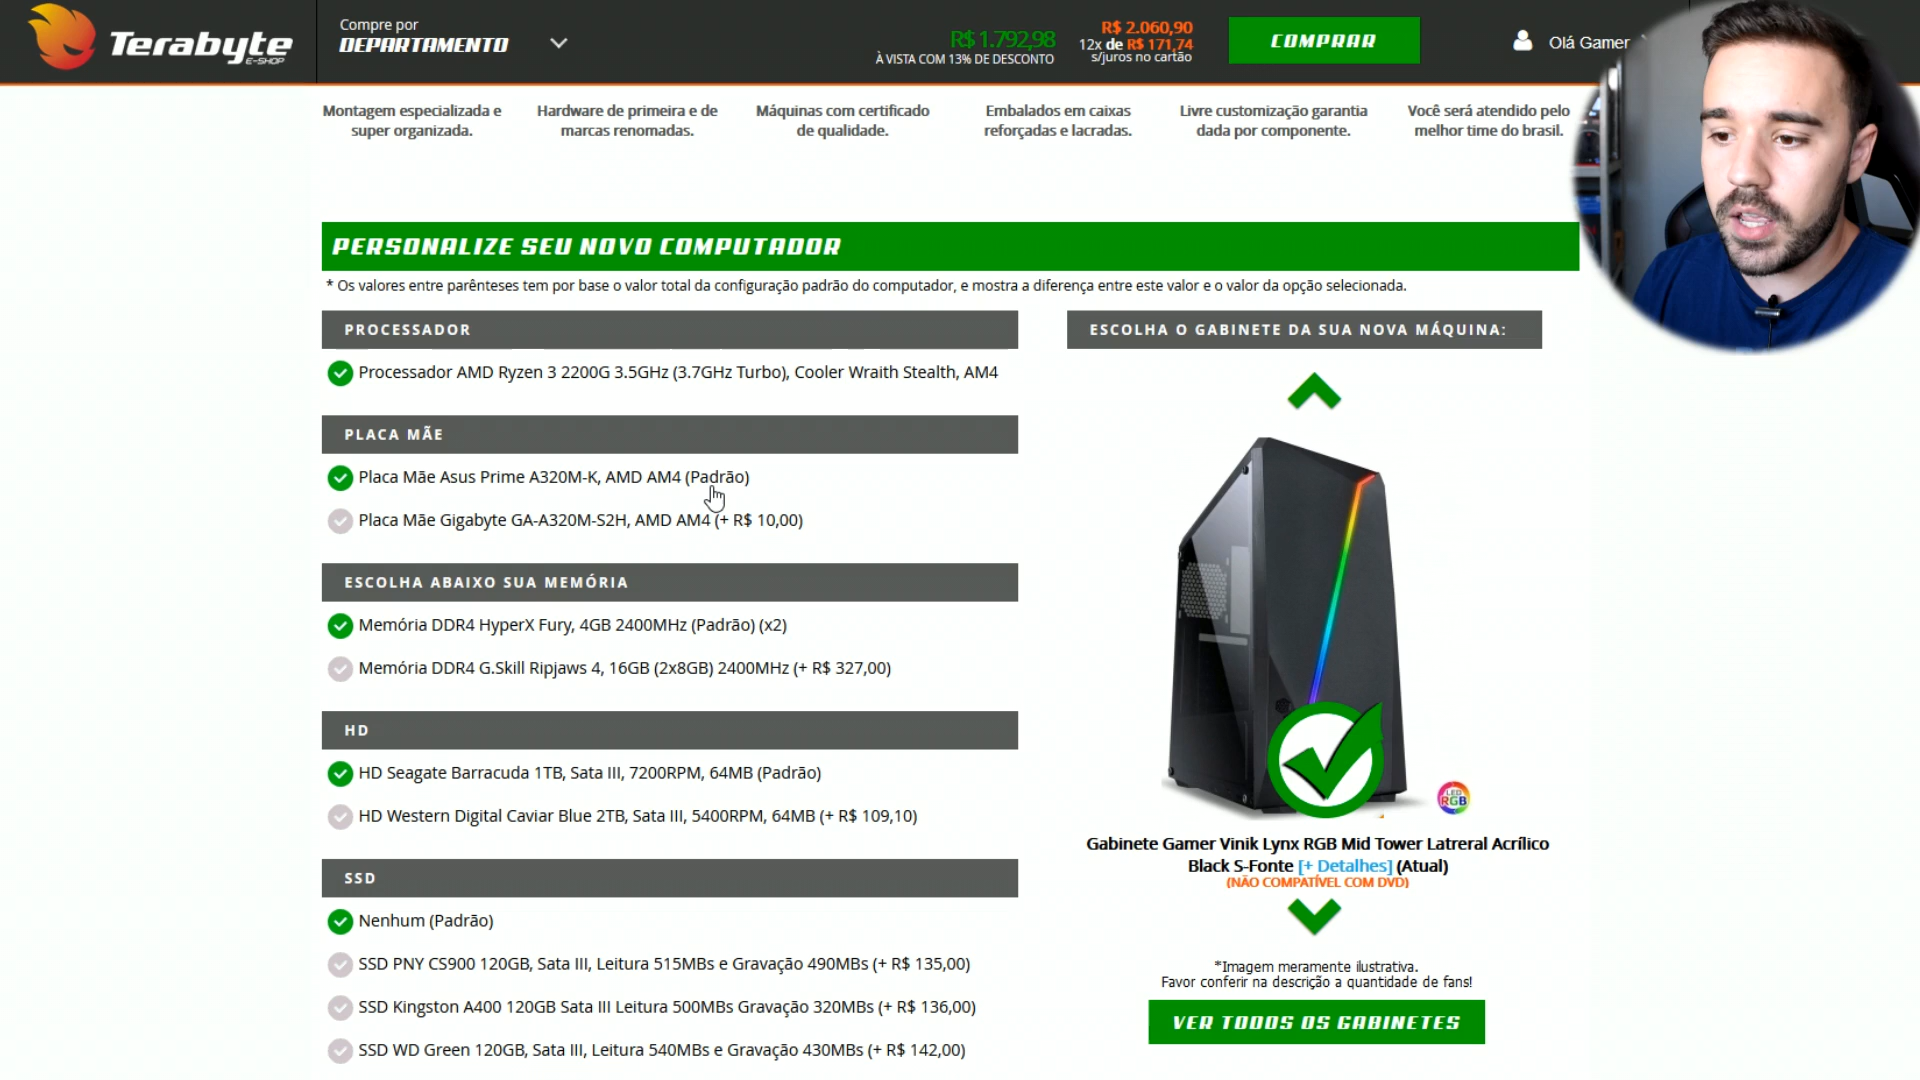 Terabyte
E-SHOP
Compre por
DEPARTAMENTO
R$ 1.792,98
À VISTA COM 13% DE DESCONTO
R$ 2.060,90
12x de R$ 171,74
s/juros no cartão
COMPRAR
Olá Gamer
Montagem especializada e
super organizada.
Hardware de primeira e de
marcas renomadas.
Máquinas com certificado
de qualidade.
Embalados em caixas
reforçadas e lacradas.
Livre customização garantia
dada por componente.
Você será atendido pelo
melhor time do brasil.
PERSONALIZE SEU NOVO COMPUTADOR
* Os valores entre parênteses tem por base o valor total da configuração padrão do computador, e mostra a diferença entre este valor e o valor da opção selecionada.
PROCESSADOR
Processador AMD Ryzen 3 2200G 3.5GHz (3.7GHz Turbo), Cooler Wraith Stealth, AM4
PLACA MÃE
Placa Mãe Asus Prime A320M-K, AMD AM4 (Padrão)
Placa Mãe Gigabyte GA-A320M-S2H, AMD AM4 (+ R$ 10,00)
ESCOLHA ABAIXO SUA MEMÓRIA
Memória DDR4 HyperX Fury, 4GB 2400MHz (Padrão) (x2)
Memória DDR4 G.Skill Ripjaws 4, 16GB (2x8GB) 2400MHz (+ R$ 327,00)
HD
HD Seagate Barracuda 1TB, Sata III, 7200RPM, 64MB (Padrão)
HD Western Digital Caviar Blue 2TB, Sata III, 5400RPM, 64MB (+ R$ 109,10)
SSD
Nenhum (Padrão)
SSD PNY CS900 120GB, Sata III, Leitura 515MBs e Gravação 490MBs (+ R$ 135,00)
SSD Kingston A400 120GB Sata III Leitura 500MBs Gravação 320MBs (+ R$ 136,00)
SSD WD Green 120GB, Sata III, Leitura 540MBs e Gravação 430MBs (+ R$ 142,00)
ESCOLHA O GABINETE DA SUA NOVA MÁQUINA:
LED
RGB
Gabinete Gamer Vinik Lynx RGB Mid Tower Latreral Acrílico
Black S-Fonte [+ Detalhes] (Atual)
(NÃO COMPATÍVEL COM DVD)
*Imagem meramente ilustrativa.
Favor conferir na descrição a quantidade de fans!
VER TODOS OS GABINETES